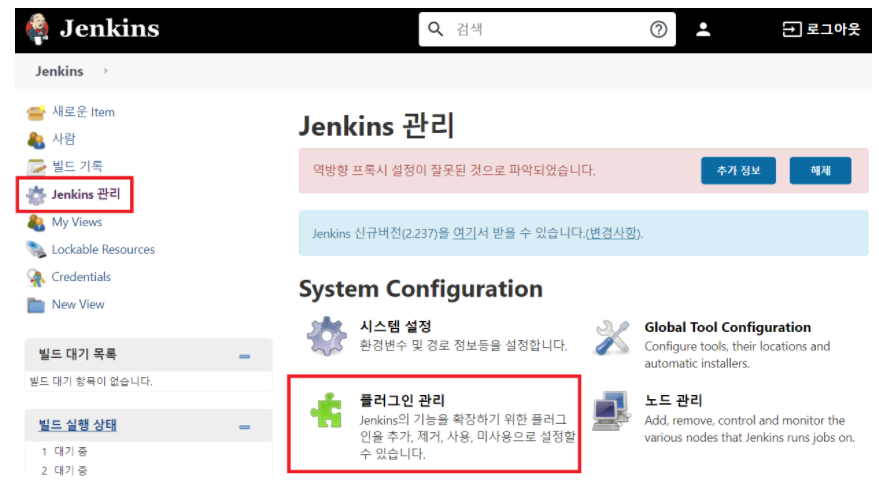 Jenkins
검색
로그아웃
Jenkins
새로운 Item
사람
빌드 기록
Jenkins 관리
My Views
Lockable Resources
Credentials
New View
빌드 대기 목록
빌드 대기 항목이 없습니다.
빌드 실행 상태
1 대기 중
2 대기 중
Jenkins 관리
역방향 프록시 설정이 잘못된 것으로 파악되었습니다.
추가 정보
해제
Jenkins 신규버전(2.237)을 여기서 받을 수 있습니다.(변경사항).
System Configuration
시스템 설정
환경변수 및 경로 정보등을 설정합니다.
Global Tool Configuration
Configure tools, their locations and
automatic installers.
플러그인 관리
Jenkins의 기능을 확장하기 위한 플러그
인을 추가, 제거, 사용, 미사용으로 설정할
수 있습니다.
노드 관리
Add, remove, control and monitor the
various nodes that Jenkins runs jobs on.